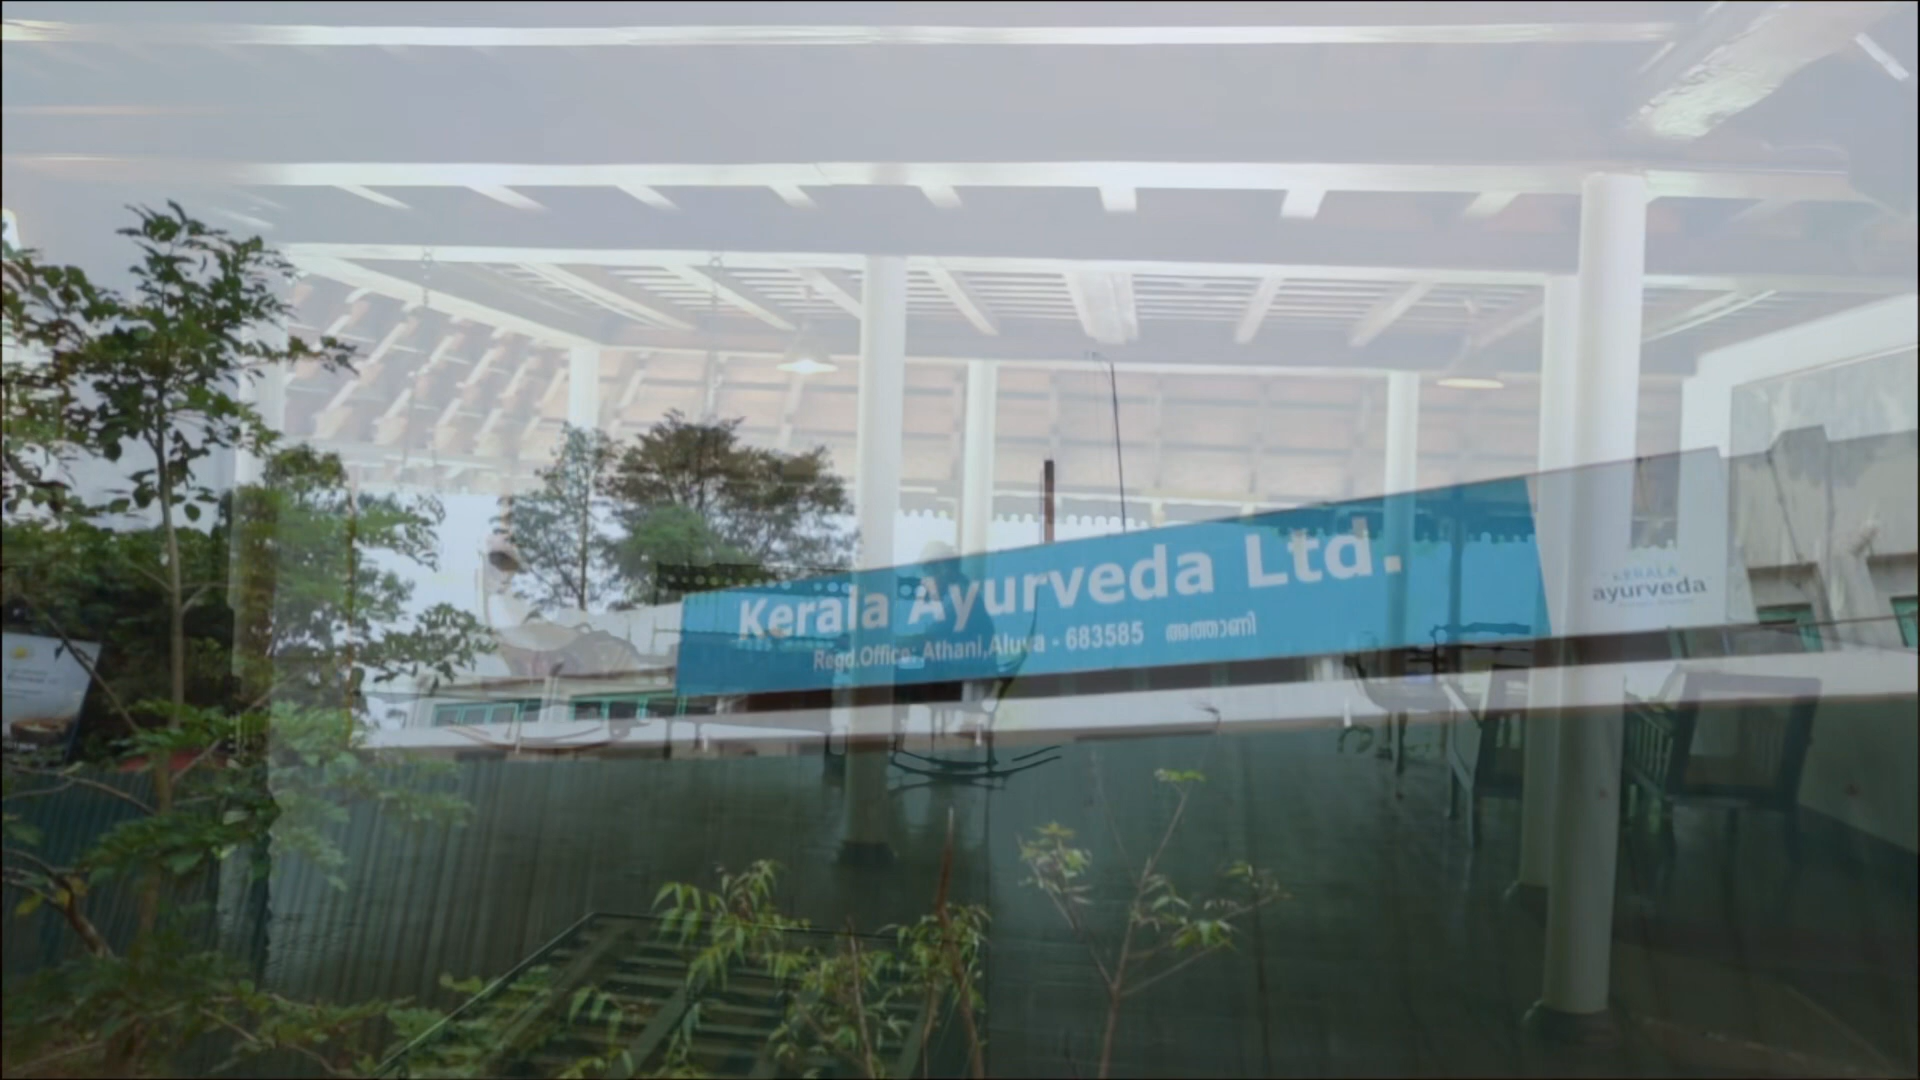 Kerala Ayurveda Ltd.
Regd.Office: Athani,Aluva - 683585 അത്താണി
KERALA
ayurveda